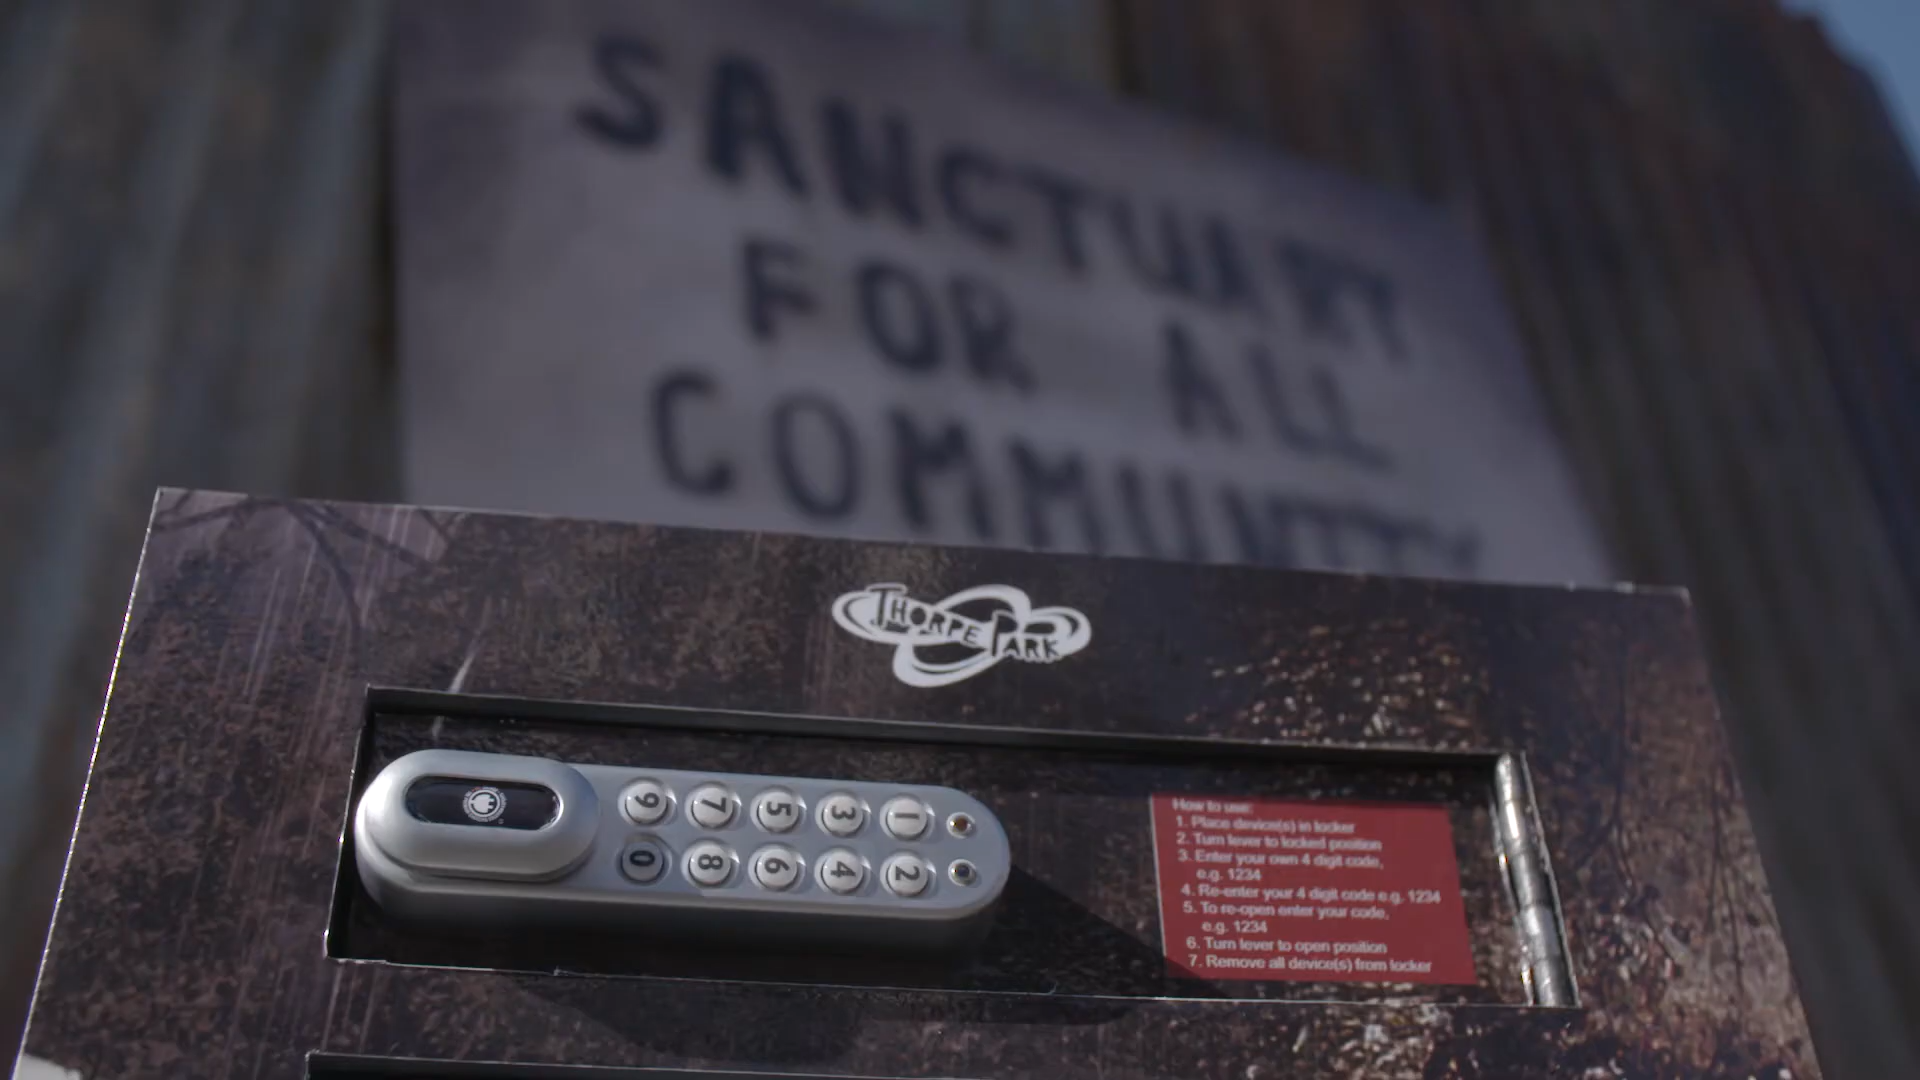 SANCTUARY
FOR ALL
COMMUNITY
THORPE PARK
9 7 5 3 1
0 8 6 4 2
How to use:
1. Place device(s) in locker
2. Turn lever to locked position
3. Enter your own 4 digit code,
e.g. 1234
4. Re-enter your 4 digit code e.g. 1234
5. To re-open enter your code,
e.g. 1234
6. Turn lever to open position
7. Remove all device(s) from locker